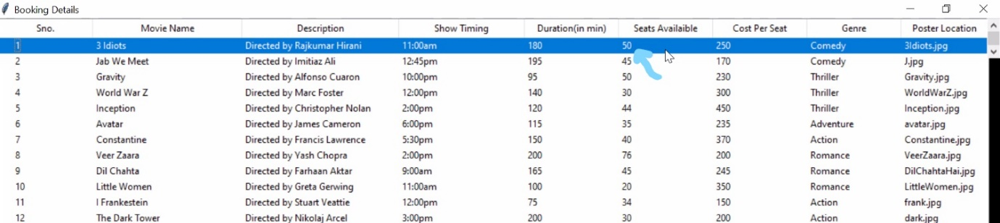 Booking Details
Sno. Movie Name Description Show Timing Duration(in min) Seats Availaible Cost Per Seat Genre Poster Location
1 3 Idiots Directed by Rajkumar Hirani 11:00am 180 50 250 Comedy 3Idiots.jpg
2 Jab We Meet Directed by Imitiaz Ali 12:45pm 195 45 170 Comedy J.jpg
3 Gravity Directed by Alfonso Cuaron 10:00pm 95 50 230 Thriller Gravity.jpg
4 World War Z Directed by Marc Foster 12:00pm 140 30 300 Thriller WorldWarZ.jpg
5 Inception Directed by Christopher Nolan 2:00pm 120 44 450 Thriller Inception.jpg
6 Avatar Directed by James Cameron 6:00pm 115 35 235 Adventure avatar.jpg
7 Constantine Directed by Francis Lawrence 5:30pm 150 40 370 Action Constantine.jpg
8 Veer Zaara Directed by Yash Chopra 2:00pm 200 76 200 Romance VeerZaara.jpg
9 Dil Chahta Directed by Farhaan Aktar 9:00am 165 45 245 Romance DilChahtaHai.jpg
10 Little Women Directed by Greta Gerwing 11:00am 100 20 350 Romance LittleWomen.jpg
11 I Frankestein Directed by Stuart Veattie 12:00pm 75 34 150 Action frank.jpg
12 The Dark Tower Directed by Nikolaj Arcel 3:00pm 200 30 200 Action dark.jpg